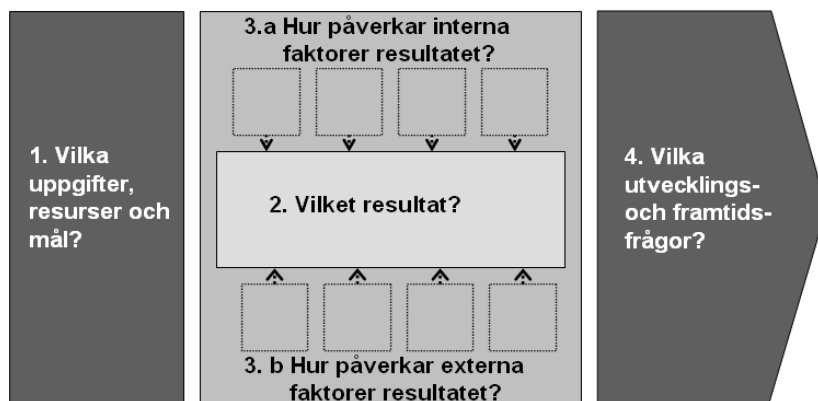 1. Vilka
uppgifter,
resurser och
mål?
3.a Hur påverkar interna
faktorer resultatet?
2. Vilket resultat?
3. b Hur påverkar externa
faktorer resultatet?
4. Vilka
utvecklings-
och framtids-
frågor?